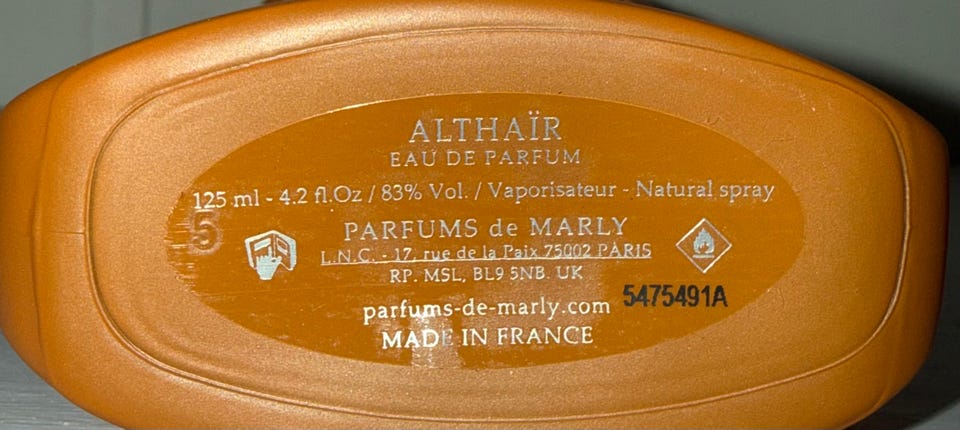 ALTHAÏR
EAU DE PARFUM
125 ml - 4.2 fl.Oz / 83% Vol. / Vaporisateur - Natural spray
5
PARFUMS de MARLY
L.N.C. - 17, rue de la Paix 75002 PARIS
RP. MSL, BL9 5NB. UK
5475491A
parfums-de-marly.com
MADE IN FRANCE